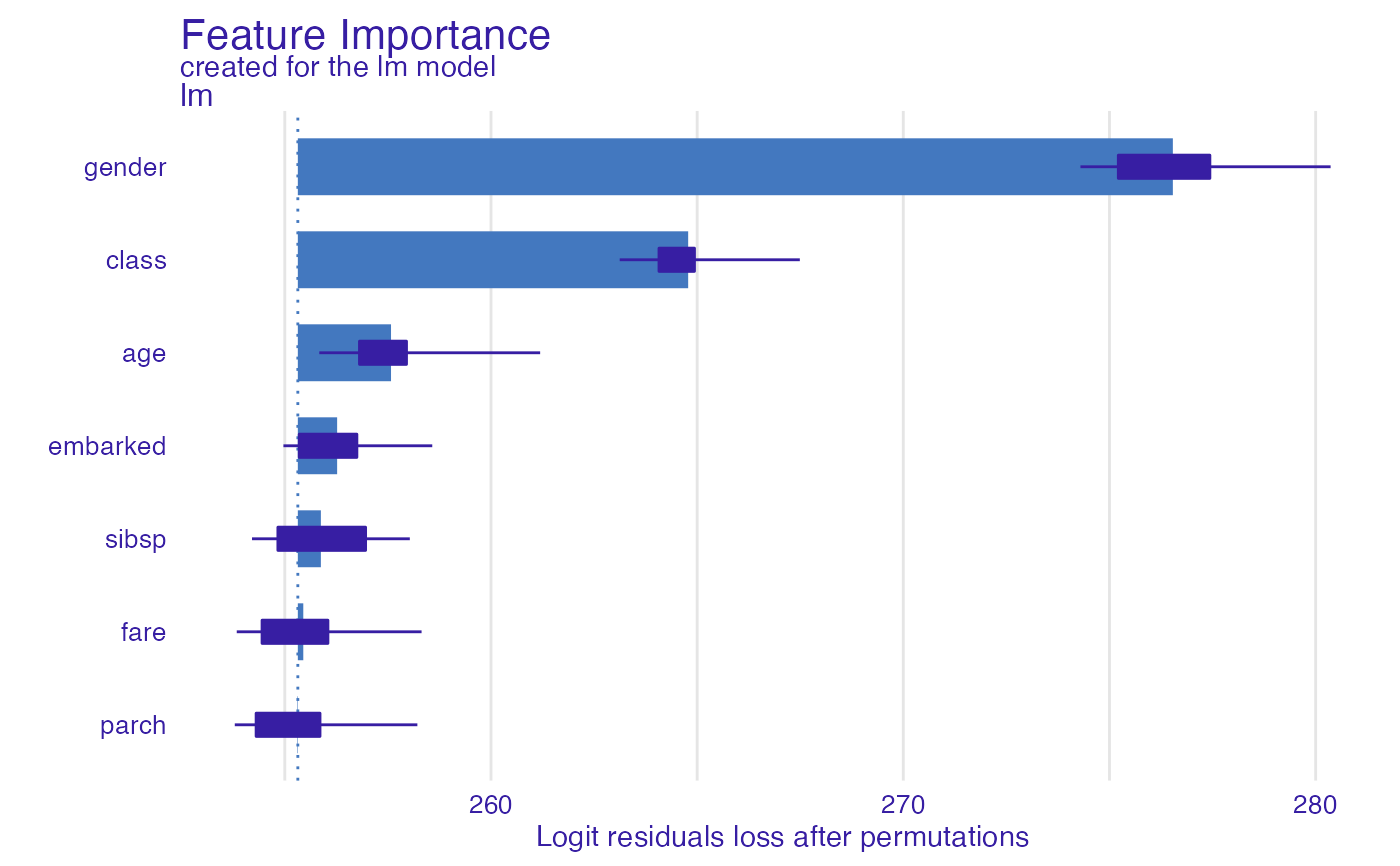 Feature Importance
created for the lm model
lm
gender
class
age
embarked
sibsp
fare
parch
260 270 280
Logit residuals loss after permutations